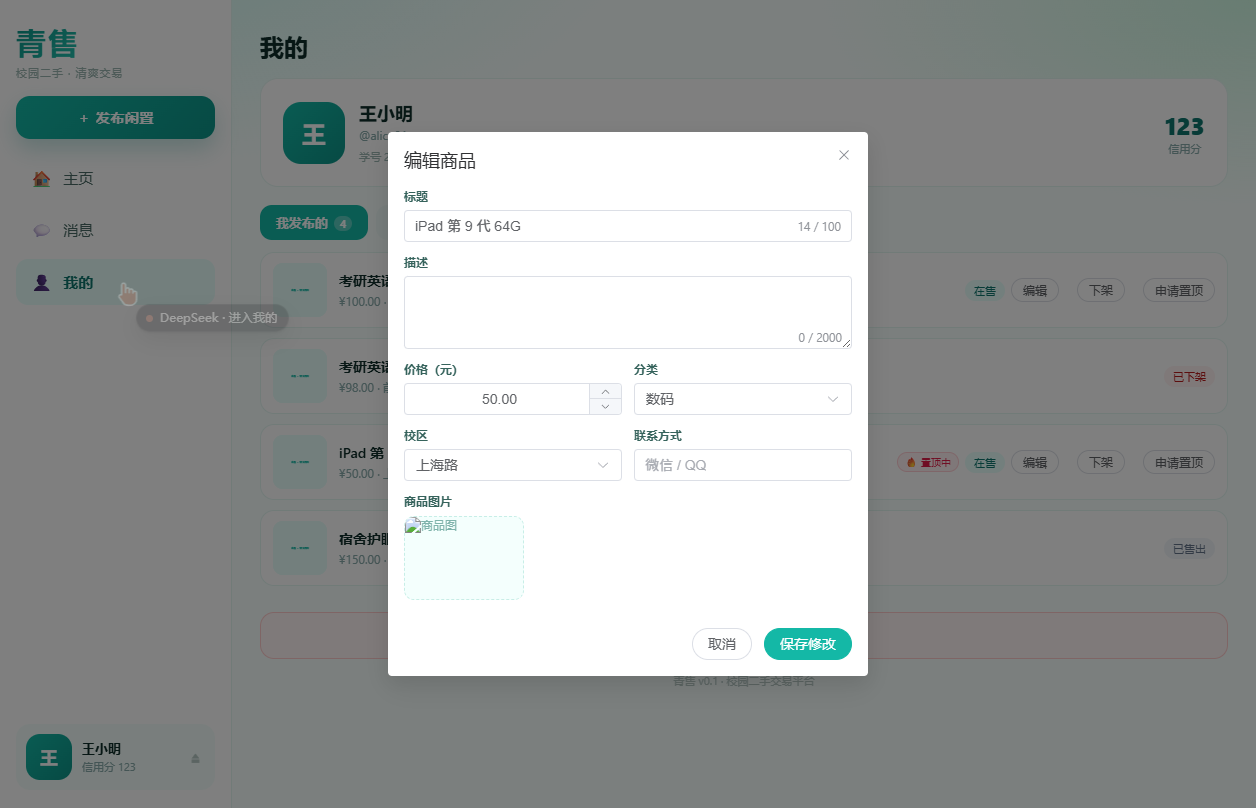 青售
校园二手 · 清爽交易
+ 发布闲置
主页
消息
我的
DeepSeek · 进入我的
王
王小明
信用分 123
我的
王
王小明
@alic
学号 2
123
信用分
我发布的 4
考研英语
¥100.00 ·
在售
编辑
下架
申请置顶
考研英语
¥98.00 ·
已下架
iPad 第
¥50.00 ·
置顶中
在售
编辑
下架
申请置顶
宿舍护眼
¥150.00 ·
已售出
青售 v0.1 · 校园二手交易平台
编辑商品
标题
iPad 第 9 代 64G
14 / 100
描述
0 / 2000
价格（元）
50.00
分类
数码
校区
上海路
联系方式
微信 / QQ
商品图片
商品图
取消
保存修改